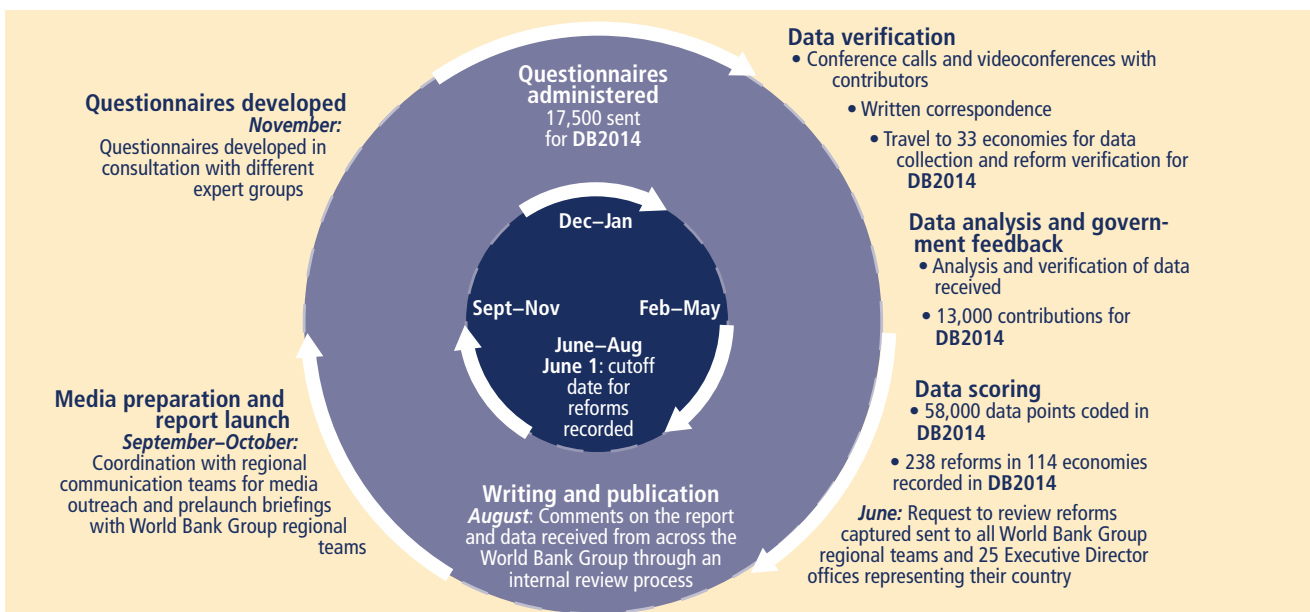 Questionnaires developed
November:
Questionnaires developed in
consultation with different
expert groups
Questionnaires
administered
17,500 sent
for DB2014
Data verification
• Conference calls and videoconferences with
contributors
• Written correspondence
• Travel to 33 economies for data
collection and reform verification for
DB2014
Data analysis and govern-
ment feedback
• Analysis and verification of data
received
• 13,000 contributions for
DB2014
Data scoring
• 58,000 data points coded in
DB2014
• 238 reforms in 114 economies
recorded in DB2014
June: Request to review reforms
captured sent to all World Bank Group
regional teams and 25 Executive Director
offices representing their country
Dec–Jan
Feb–May
June–Aug
June 1: cutoff
date for
reforms
recorded
Sept–Nov
Writing and publication
August: Comments on the report
and data received from across the
World Bank Group through an
internal review process
Media preparation and
report launch
September–October:
Coordination with regional
communication teams for media
outreach and prelaunch briefings
with World Bank Group regional
teams